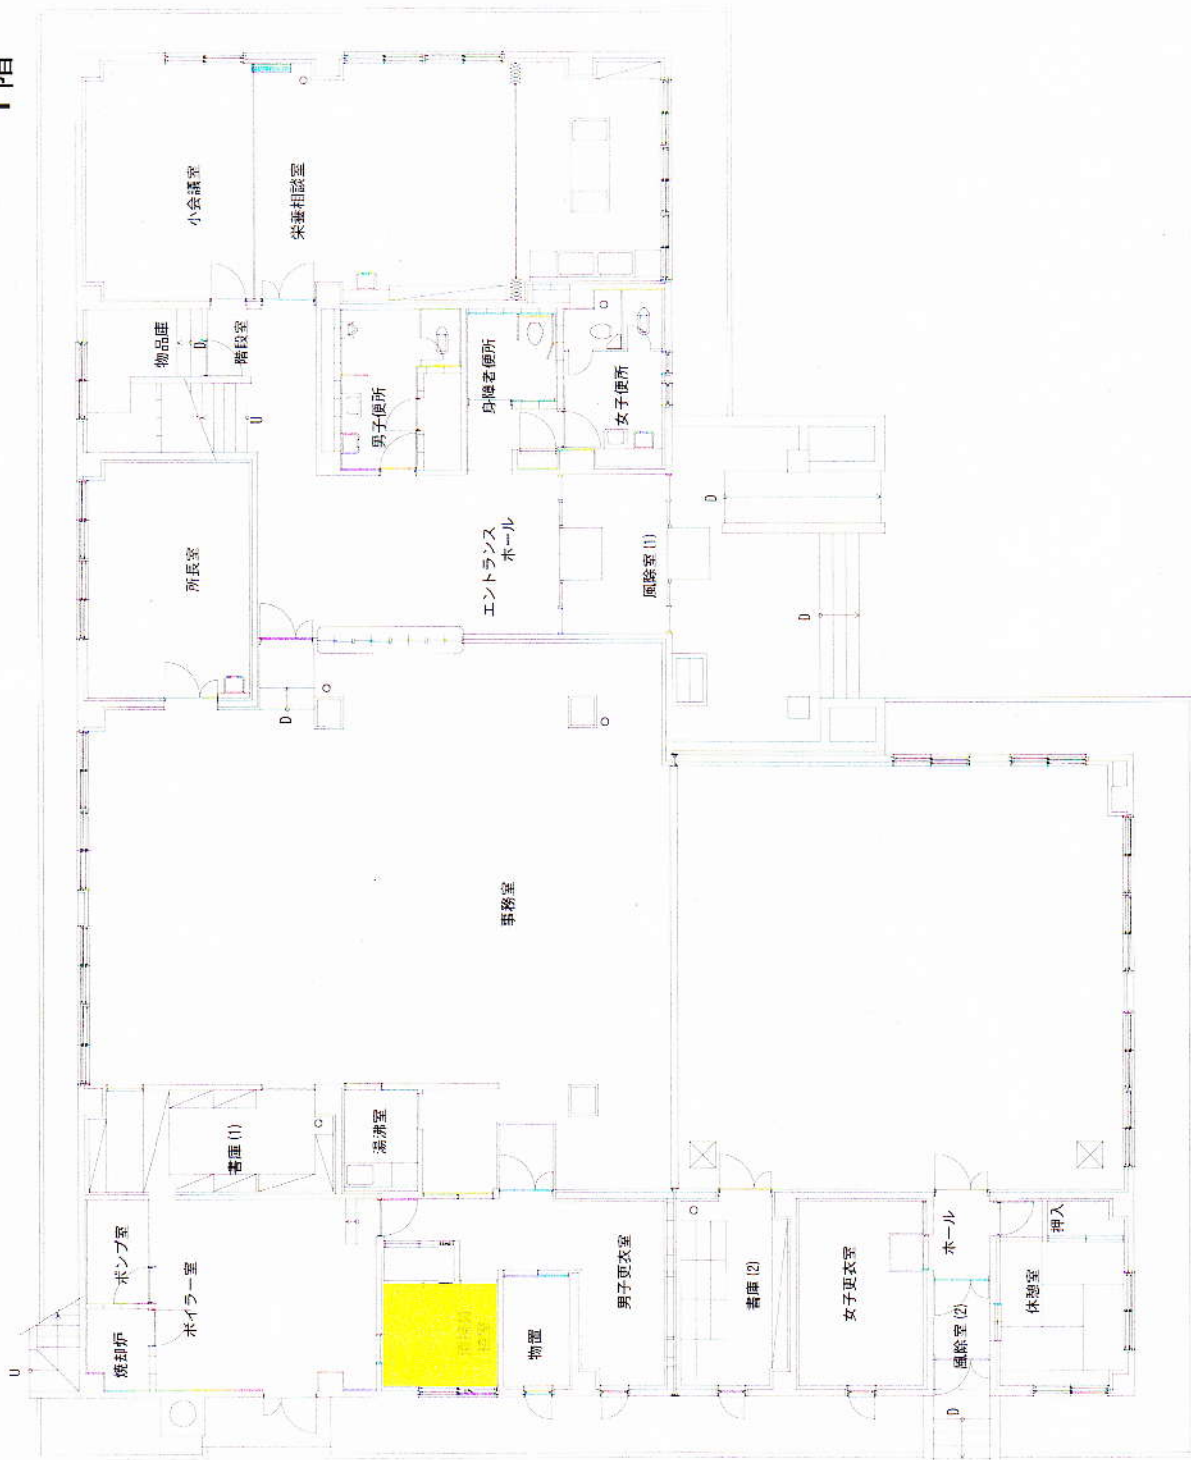 1階
小会議室
栄養相談室
物品庫
D
階段室
U
男子便所
身障者便所
女子便所
所長室
エントランス
ホール
風除室(1)
D
D
D
事務室
書庫(1)
湯沸室
ポンプ室
ボイラー室
焼却炉
U
物置
男子更衣室
書庫(2)
女子更衣室
ホール
風除室(2)
D
押入
休憩室